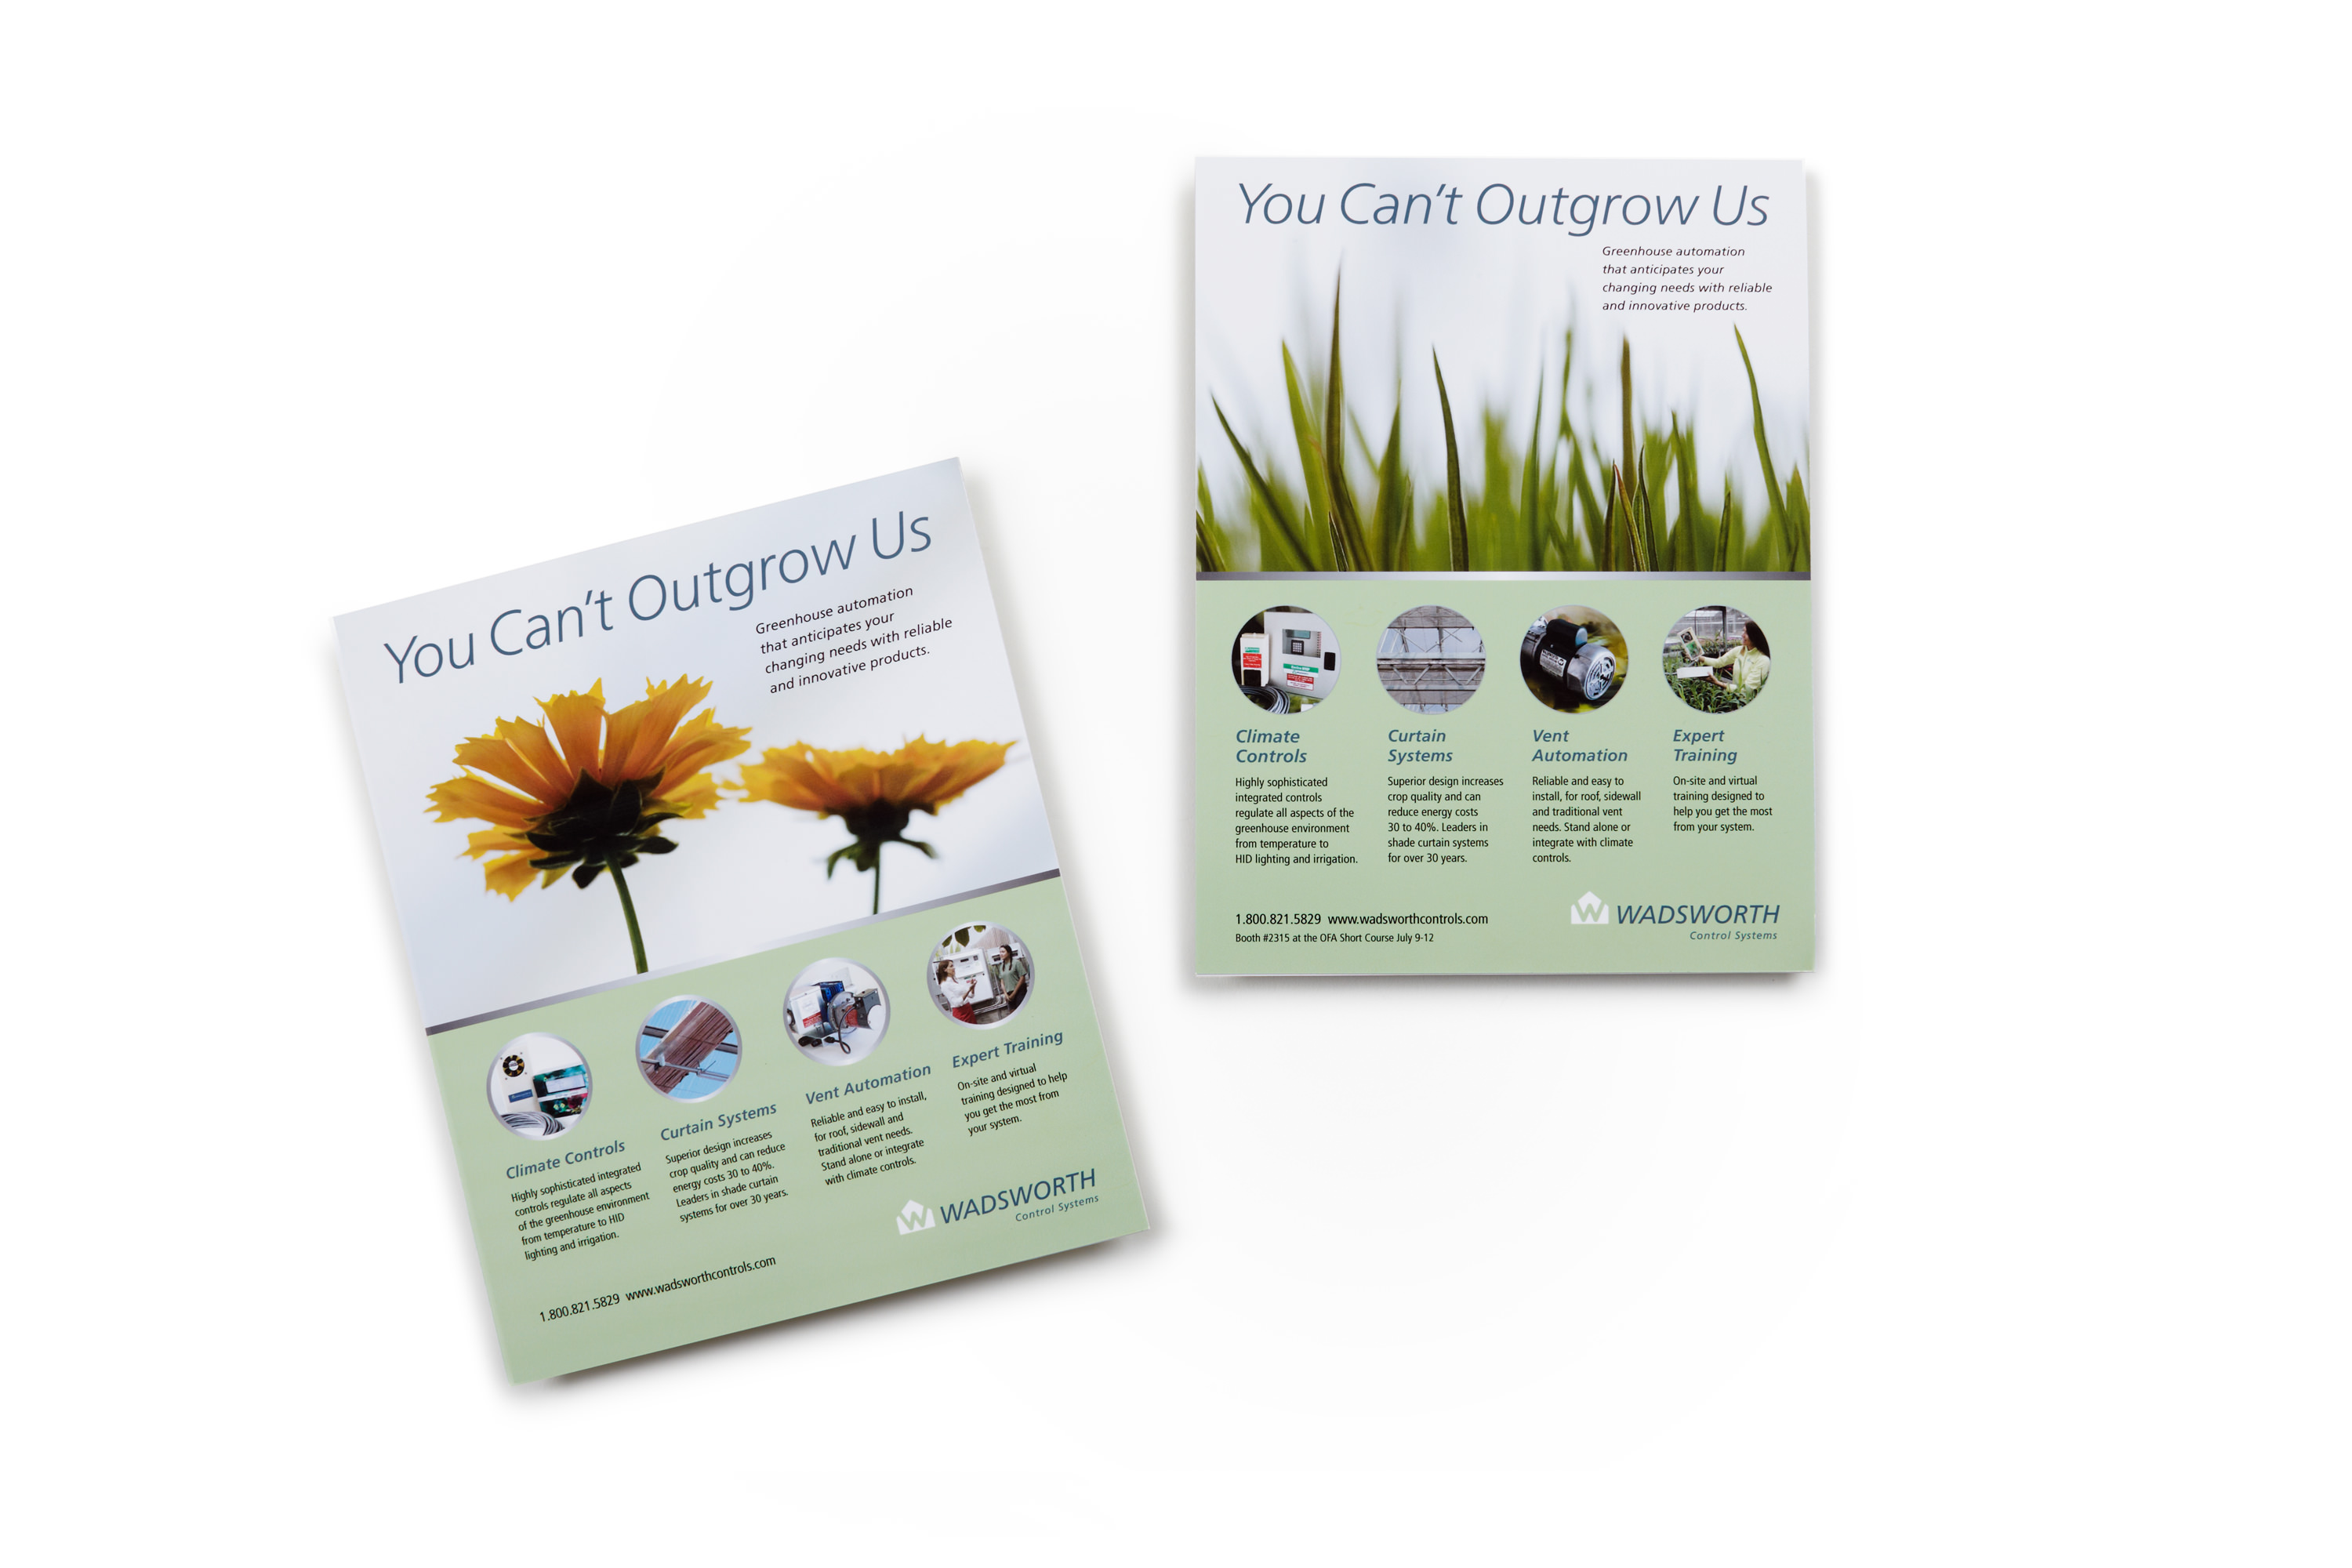 You Can't Outgrow Us
Greenhouse automation
that anticipates your
changing needs with reliable
and innovative products.
Climate Controls
Highly sophisticated integrated
controls regulate all aspects
of the greenhouse environment
from temperature to HID
lighting and irrigation.
Curtain Systems
Superior design increases
crop quality and can reduce
energy costs 30 to 40%.
Leaders in shade curtain
systems for over 30 years.
Vent Automation
Reliable and easy to install,
for roof, sidewall and
traditional vent needs.
Stand alone or integrate
with climate controls.
Expert Training
On-site and virtual
training designed to help
you get the most from
your system.
1.800.821.5829 www.wadsworthcontrols.com
WADSWORTH
Control Systems
You Can't Outgrow Us
Greenhouse automation
that anticipates your
changing needs with reliable
and innovative products.
Climate
Controls
Highly sophisticated
integrated controls
regulate all aspects of the
greenhouse environment
from temperature to
HID lighting and irrigation.
Curtain
Systems
Superior design increases
crop quality and can
reduce energy costs
30 to 40%. Leaders in
shade curtain systems
for over 30 years.
Vent
Automation
Reliable and easy to
install, for roof, sidewall
and traditional vent
needs. Stand alone or
integrate with climate
controls.
Expert
Training
On-site and virtual
training designed to
help you get the most
from your system.
1.800.821.5829 www.wadsworthcontrols.com
Booth #2315 at the OFA Short Course July 9-12
WADSWORTH
Control Systems